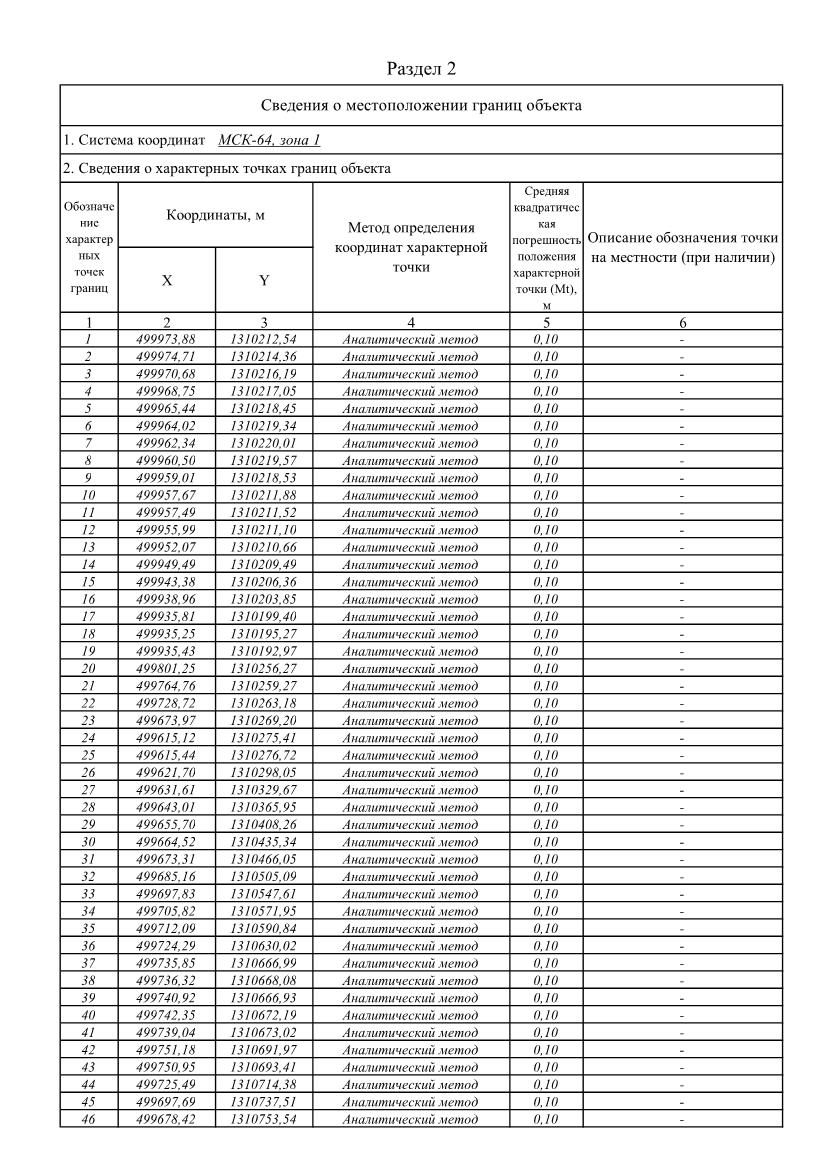 Раздел 2
Сведения о местоположении границ объекта
1. Система координат МСК-64, зона 1
2. Сведения о характерных точках границ объекта
Обозначе
ние
характер
ных
точек
границ
Координаты, м
X
Y
Метод определения
координат характерной
точки
Средняя
квадратичес
кая
погрешность
положения
характерной
точки (Mt),
м
Описание обозначения точки
на местности (при наличии)
1 2 3 4 5 6
1 499973,88 1310212,54 Аналитический метод 0,10 -
2 499974,71 1310214,36 Аналитический метод 0,10 -
3 499970,68 1310216,19 Аналитический метод 0,10 -
4 499968,75 1310217,05 Аналитический метод 0,10 -
5 499965,44 1310218,45 Аналитический метод 0,10 -
6 499964,02 1310219,34 Аналитический метод 0,10 -
7 499962,34 1310220,01 Аналитический метод 0,10 -
8 499960,50 1310219,57 Аналитический метод 0,10 -
9 499959,01 1310218,53 Аналитический метод 0,10 -
10 499957,67 1310211,88 Аналитический метод 0,10 -
11 499957,49 1310211,52 Аналитический метод 0,10 -
12 499955,99 1310211,10 Аналитический метод 0,10 -
13 499952,07 1310210,66 Аналитический метод 0,10 -
14 499949,49 1310209,49 Аналитический метод 0,10 -
15 499943,38 1310206,36 Аналитический метод 0,10 -
16 499938,96 1310203,85 Аналитический метод 0,10 -
17 499935,81 1310199,40 Аналитический метод 0,10 -
18 499935,25 1310195,27 Аналитический метод 0,10 -
19 499935,43 1310192,97 Аналитический метод 0,10 -
20 499801,25 1310256,27 Аналитический метод 0,10 -
21 499764,76 1310259,27 Аналитический метод 0,10 -
22 499728,72 1310263,18 Аналитический метод 0,10 -
23 499673,97 1310269,20 Аналитический метод 0,10 -
24 499615,12 1310275,41 Аналитический метод 0,10 -
25 499615,44 1310276,72 Аналитический метод 0,10 -
26 499621,70 1310298,05 Аналитический метод 0,10 -
27 499631,61 1310329,67 Аналитический метод 0,10 -
28 499643,01 1310365,95 Аналитический метод 0,10 -
29 499655,70 1310408,26 Аналитический метод 0,10 -
30 499664,52 1310435,34 Аналитический метод 0,10 -
31 499673,31 1310466,05 Аналитический метод 0,10 -
32 499685,16 1310505,09 Аналитический метод 0,10 -
33 499697,83 1310547,61 Аналитический метод 0,10 -
34 499705,82 1310571,95 Аналитический метод 0,10 -
35 499712,09 1310590,84 Аналитический метод 0,10 -
36 499724,29 1310630,02 Аналитический метод 0,10 -
37 499735,85 1310666,99 Аналитический метод 0,10 -
38 499736,32 1310668,08 Аналитический метод 0,10 -
39 499740,92 1310666,93 Аналитический метод 0,10 -
40 499742,35 1310672,19 Аналитический метод 0,10 -
41 499739,04 1310673,02 Аналитический метод 0,10 -
42 499751,18 1310691,97 Аналитический метод 0,10 -
43 499750,95 1310693,41 Аналитический метод 0,10 -
44 499725,49 1310714,38 Аналитический метод 0,10 -
45 499697,69 1310737,51 Аналитический метод 0,10 -
46 499678,42 1310753,54 Аналитический метод 0,10 -